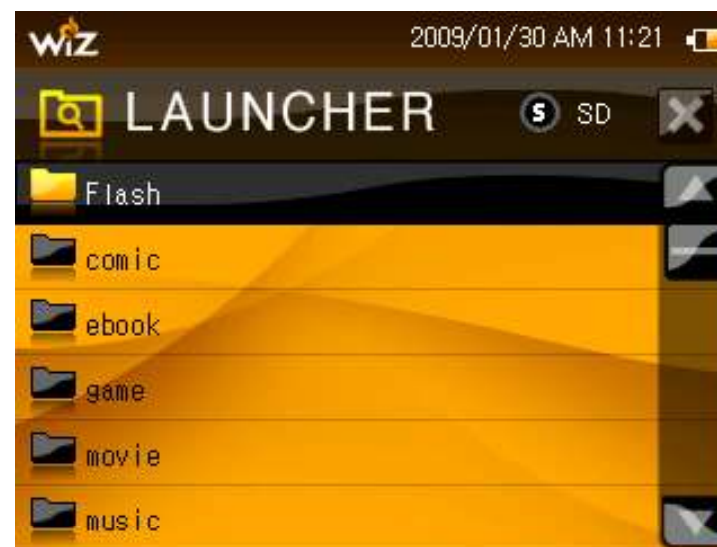 WiZ 2009/01/30 AM 11:21
LAUNCHER S SD
Flash
comic
ebook
game
movie
music